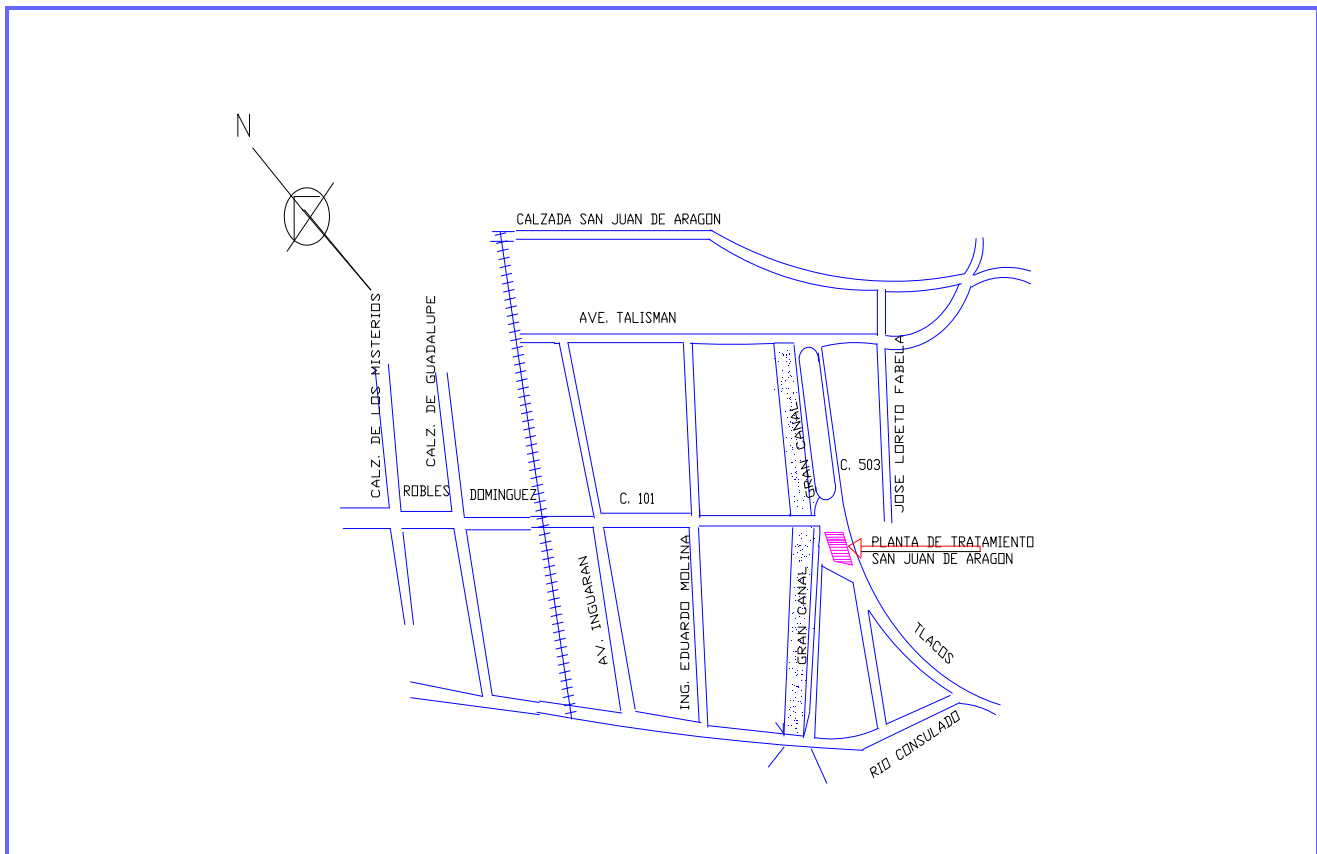 N
CALZADA SAN JUAN DE ARAGON
AVE. TALISMAN
CALZ. DE LOS MISTERIOS
CALZ. DE GUADALUPE
JOSE LORETO FABELA
GRAN CANAL
C. 503
ROBLES DOMINGUEZ
C. 101
PLANTA DE TRATAMIENTO
SAN JUAN DE ARAGON
AV. INGUARAN
ING. EDUARDO MOLINA
GRAN CANAL
TLACOS
RIO CONSULADO